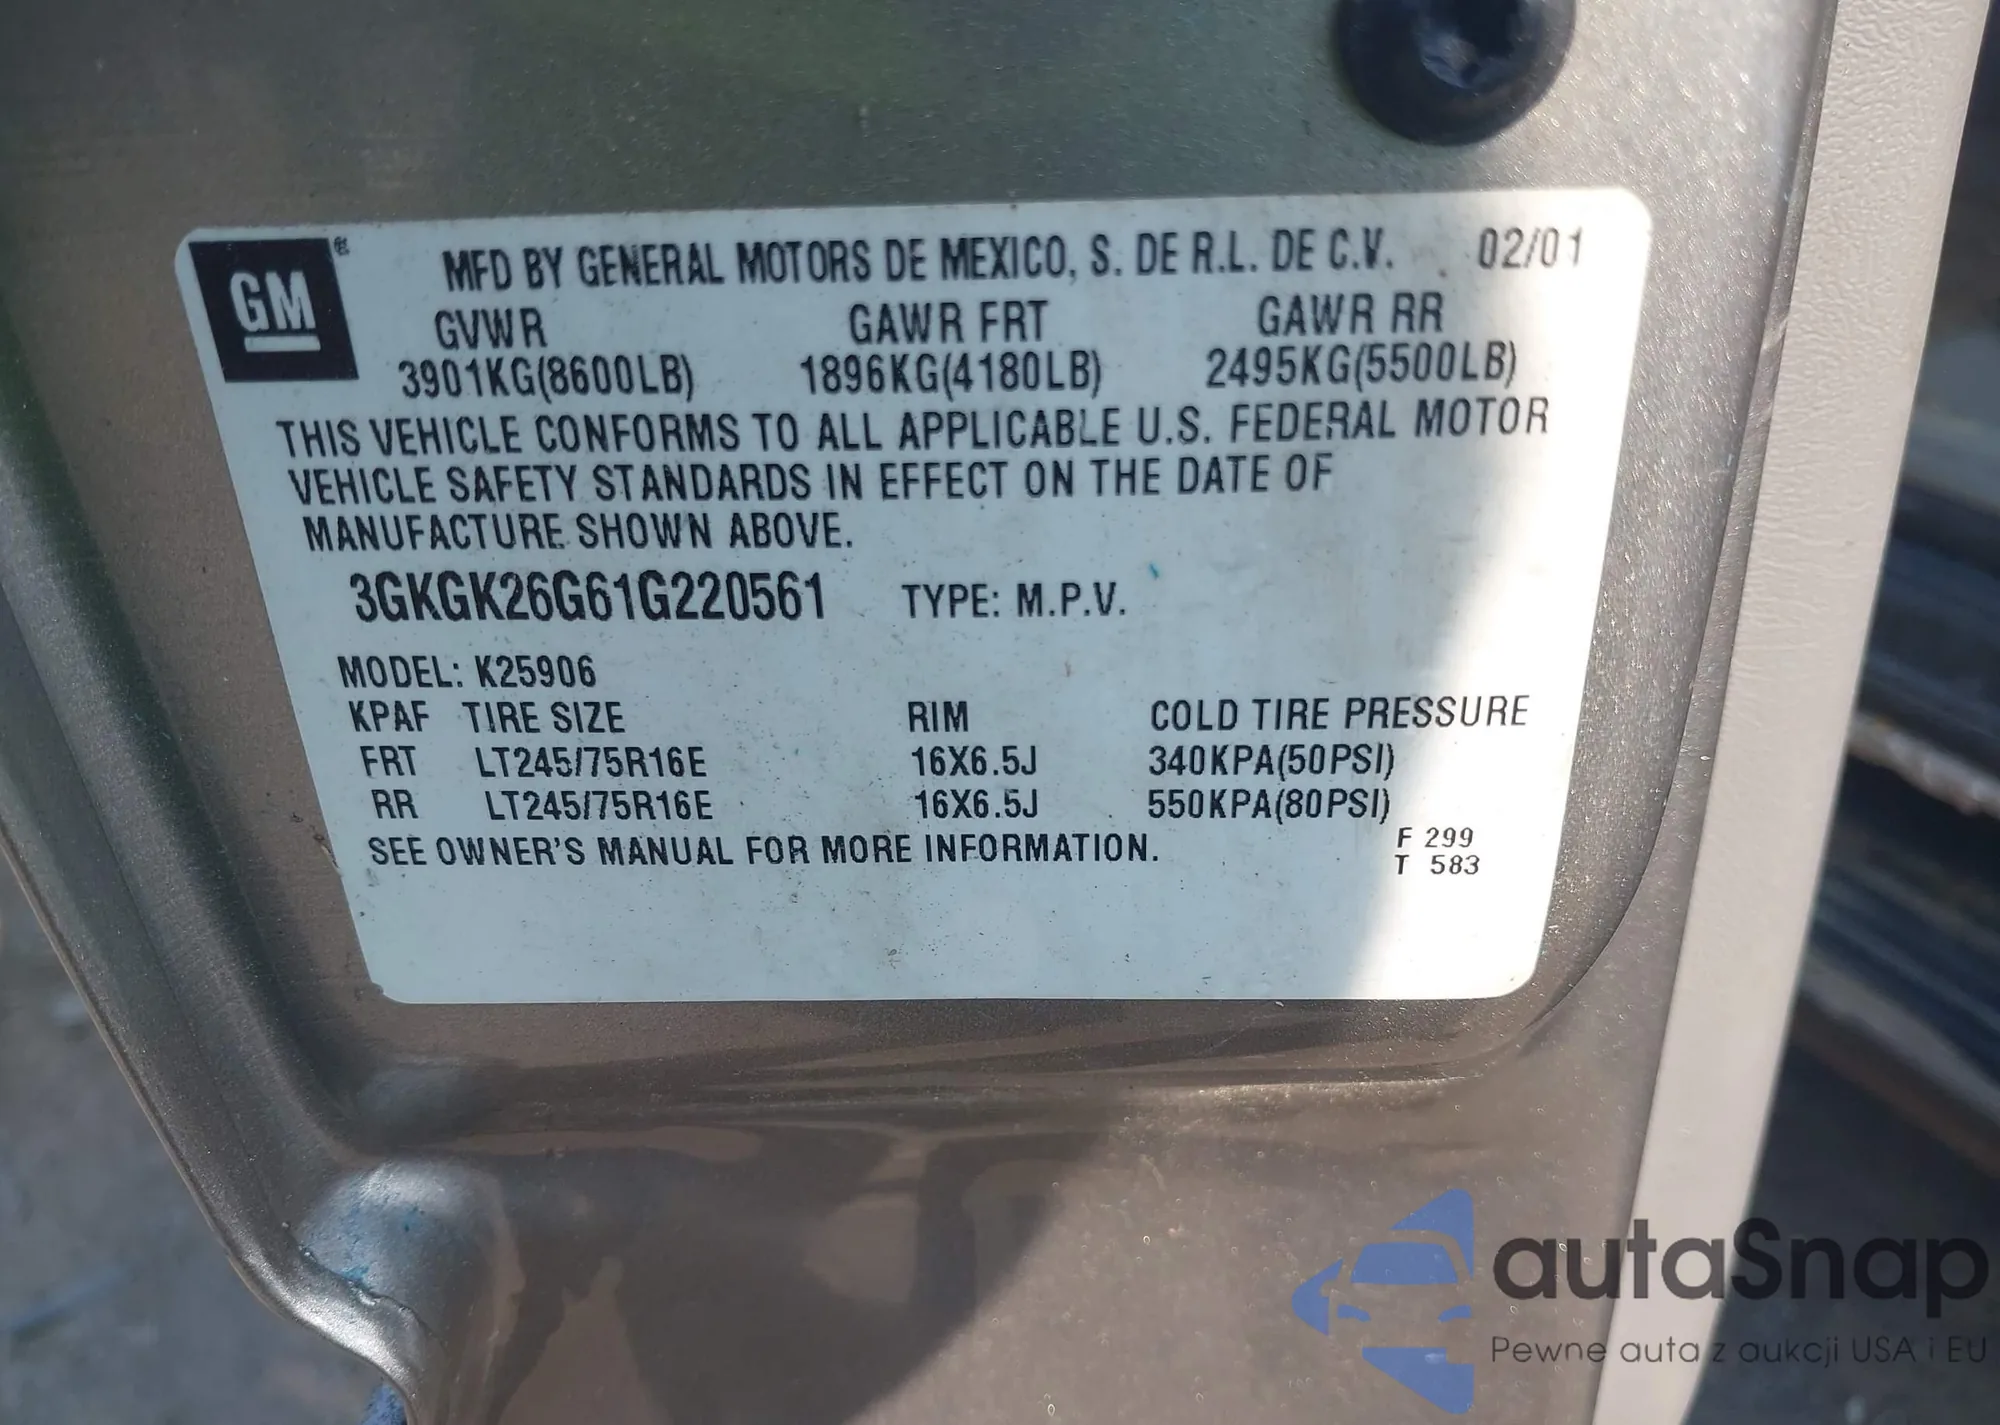 GM ®
MFD BY GENERAL MOTORS DE MEXICO, S. DE R.L. DE C.V. 02/01
GVWR GAWR FRT GAWR RR
3901KG(8600LB) 1896KG(4180LB) 2495KG(5500LB)
THIS VEHICLE CONFORMS TO ALL APPLICABLE U.S. FEDERAL MOTOR
VEHICLE SAFETY STANDARDS IN EFFECT ON THE DATE OF
MANUFACTURE SHOWN ABOVE.
3GKGK26G61G220561 TYPE: M.P.V.
MODEL: K25906
KPAF TIRE SIZE RIM COLD TIRE PRESSURE
FRT LT245/75R16E 16X6.5J 340KPA(50PSI)
RR LT245/75R16E 16X6.5J 550KPA(80PSI)
SEE OWNER'S MANUAL FOR MORE INFORMATION.
F 299
T 583
autaSnap
Pewne auta z aukcji USA i EU